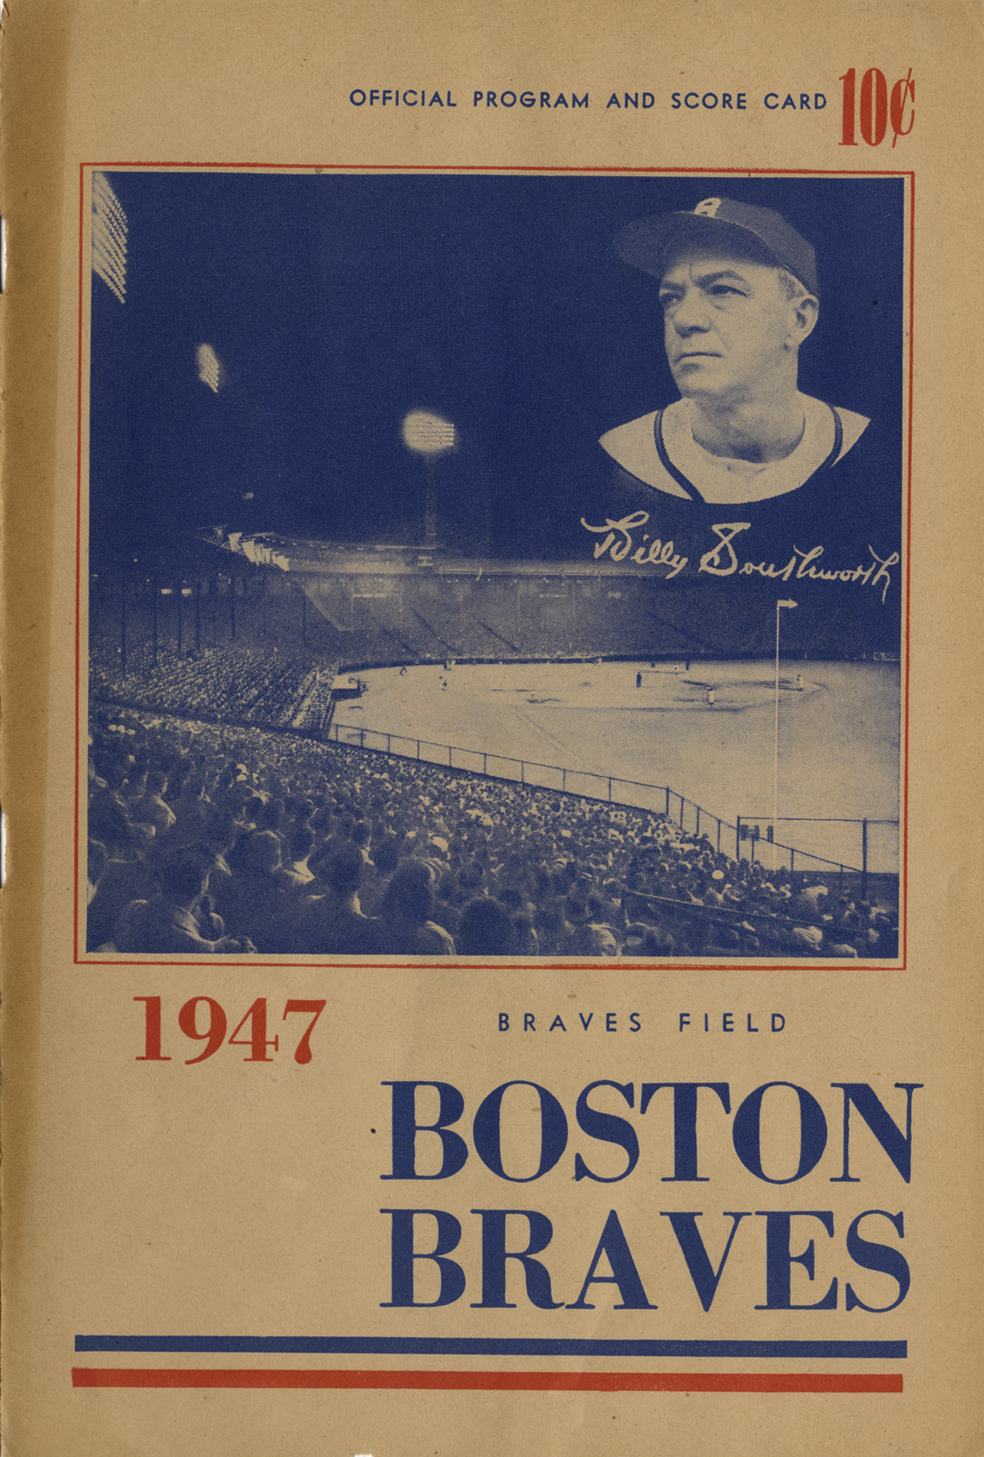 OFFICIAL PROGRAM AND SCORE CARD 10¢
B
Billy Southworth
1947
BRAVES FIELD
BOSTON
BRAVES